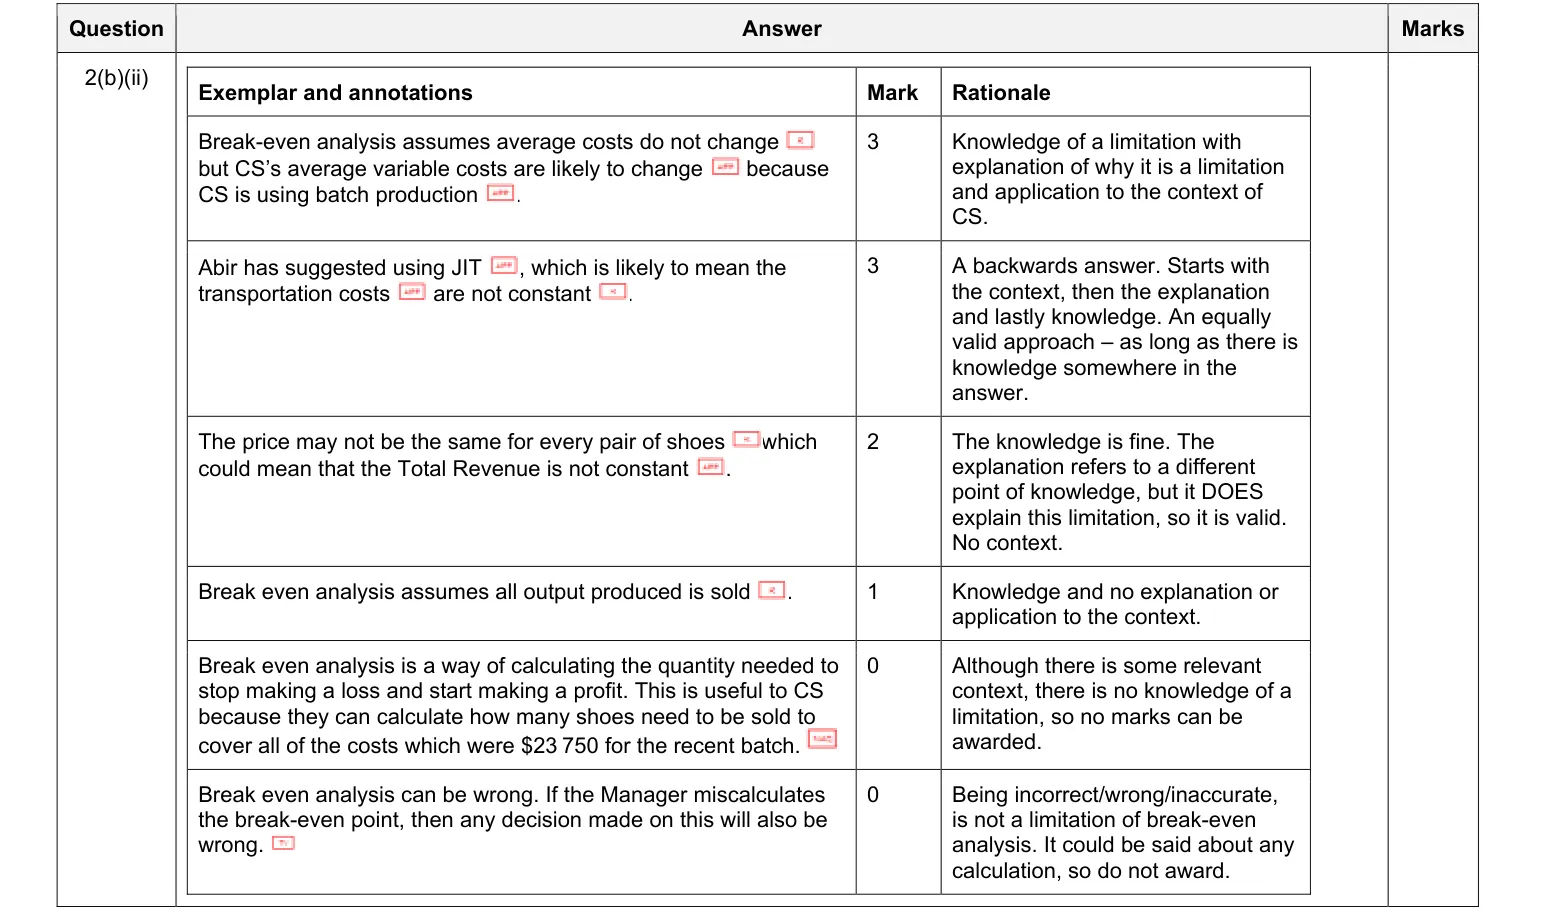 Question Answer Marks
2(b)(ii)
Exemplar and annotations Mark Rationale
Break-even analysis assumes average costs do not change
but CS's average variable costs are likely to change because
CS is using batch production .
3
Knowledge of a limitation with
explanation of why it is a limitation
and application to the context of
CS.
Abir has suggested using JIT , which is likely to mean the
transportation costs are not constant .
3
A backwards answer. Starts with
the context, then the explanation
and lastly knowledge. An equally
valid approach – as long as there is
knowledge somewhere in the
answer.
The price may not be the same for every pair of shoes which
could mean that the Total Revenue is not constant .
2
The knowledge is fine. The
explanation refers to a different
point of knowledge, but it DOES
explain this limitation, so it is valid.
No context.
Break even analysis assumes all output produced is sold .
1
Knowledge and no explanation or
application to the context.
Break even analysis is a way of calculating the quantity needed to
stop making a loss and start making a profit. This is useful to CS
because they can calculate how many shoes need to be sold to
cover all of the costs which were $23 750 for the recent batch.
0
Although there is some relevant
context, there is no knowledge of a
limitation, so no marks can be
awarded.
Break even analysis can be wrong. If the Manager miscalculates
the break-even point, then any decision made on this will also be
wrong.
0
Being incorrect/wrong/inaccurate,
is not a limitation of break-even
analysis. It could be said about any
calculation, so do not award.